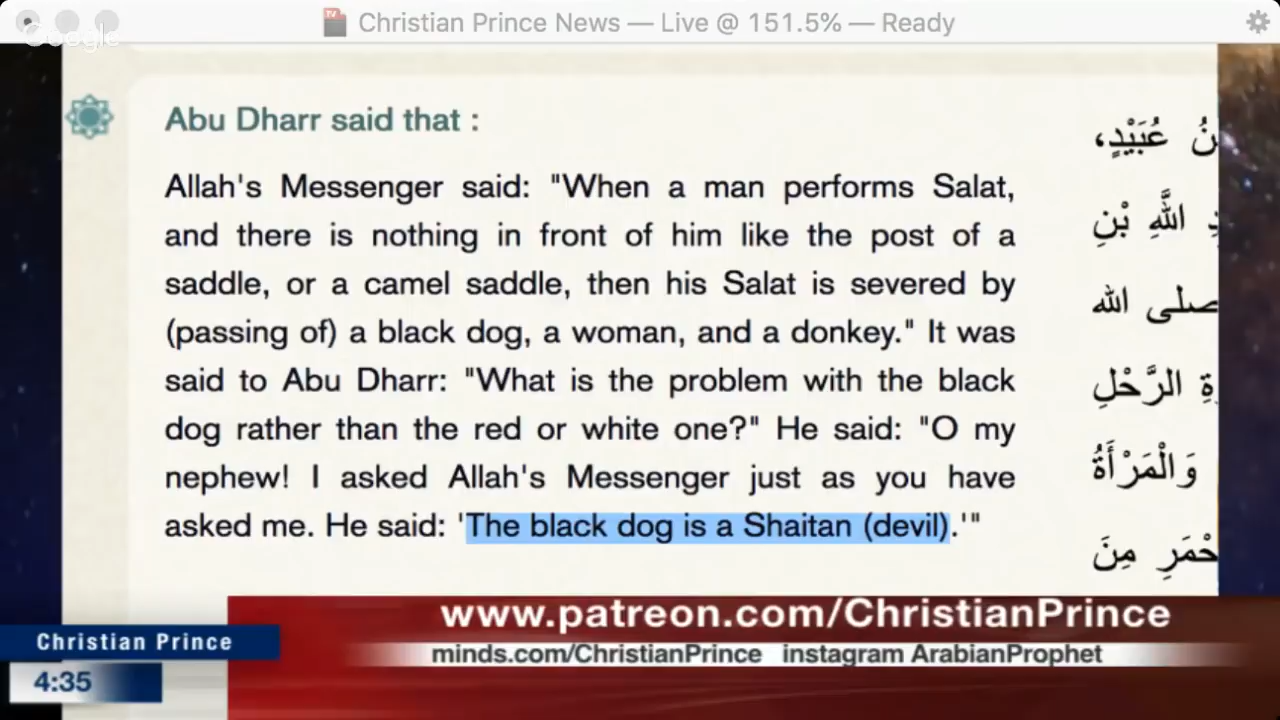 Christian Prince News — Live @ 151.5% — Ready
Google
Abu Dharr said that :
Allah's Messenger said: "When a man performs Salat,
and there is nothing in front of him like the post of a
saddle, or a camel saddle, then his Salat is severed by
(passing of) a black dog, a woman, and a donkey." It was
said to Abu Dharr: "What is the problem with the black
dog rather than the red or white one?" He said: "O my
nephew! I asked Allah's Messenger just as you have
asked me. He said: 'The black dog is a Shaitan (devil).'"
عُبَيْدٍ،
اللَّهِ بْنِ
صلى الله
الرَّحْلِ
وَالْمَرْأَةُ
مِنَ
www.patreon.com/ChristianPrince
Christian Prince
minds.com/ChristianPrince instagram ArabianProphet
4:35